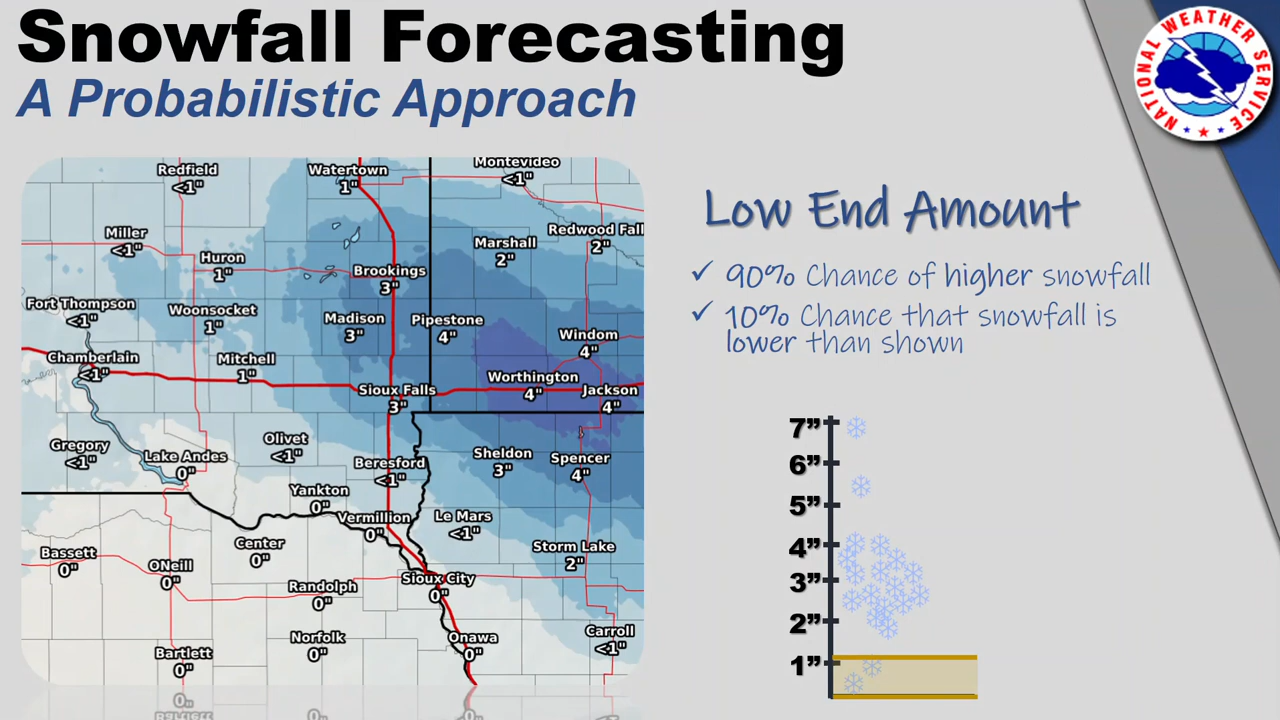 Snowfall Forecasting
A Probabilistic Approach
NATIONAL WEATHER SERVICE
Redfield
<1"
Watertown
1"
Montevideo
<1"
Miller
<1"
Huron
1"
Brookings
3"
Marshall
2"
Redwood Fall
2"
Fort Thompson
<1"
Woonsocket
1"
Madison
3"
Pipestone
4"
Windom
4"
Chamberlain
<1"
Mitchell
1"
Sioux Falls
3"
Worthington
4"
Jackson
4"
Gregory
<1"
Lake Andes
0"
Olivet
<1"
Beresford
<1"
Sheldon
3"
Spencer
4"
Yankton
0"
Vermillion
0"
Le Mars
<1"
Storm Lake
2"
Bassett
0"
ONeill
0"
Center
0"
Randolph
0"
Sioux City
0"
Bartlett
0"
Norfolk
0"
Onawa
0"
Carroll
<1"
Low End Amount
✓ 90% Chance of higher snowfall
✓ 10% Chance that snowfall is
lower than shown
7”
6”
5”
4”
3”
2”
1”